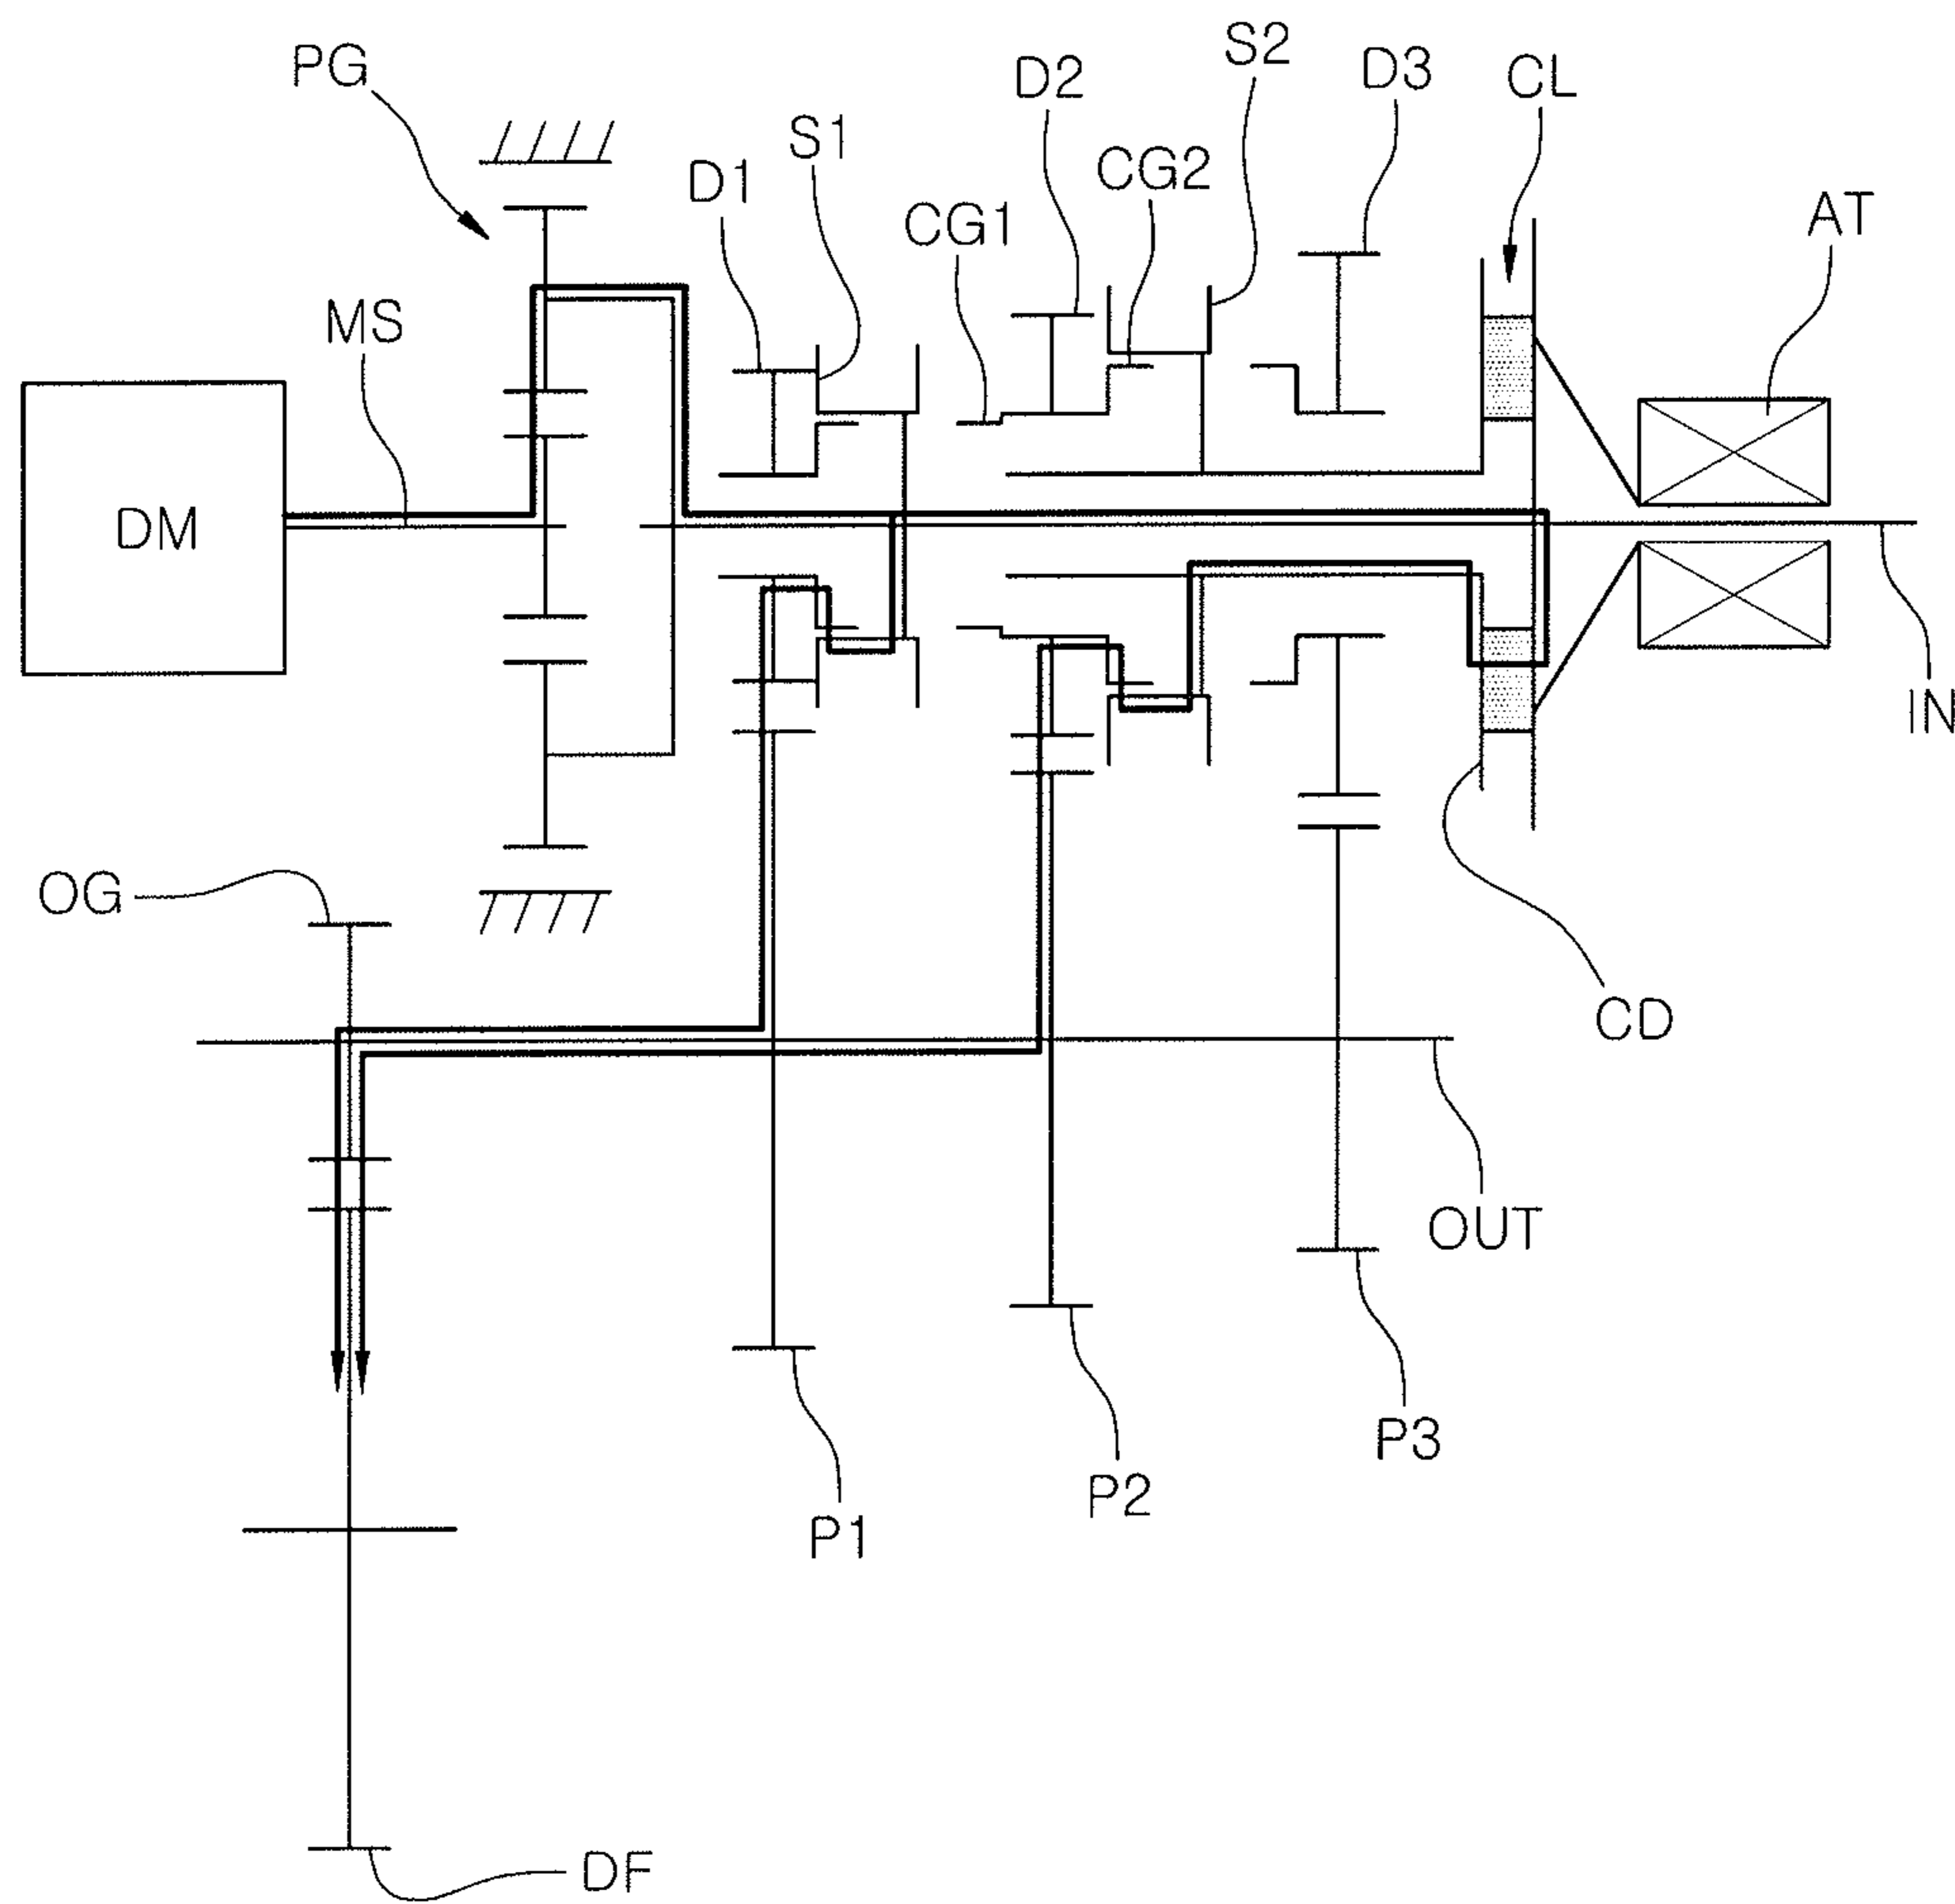 PG
D2
S2
D3
CL
S1
D1
CG2
CG1
AT
MS
DM
IN
OG
CD
OUT
P3
P2
P1
DF